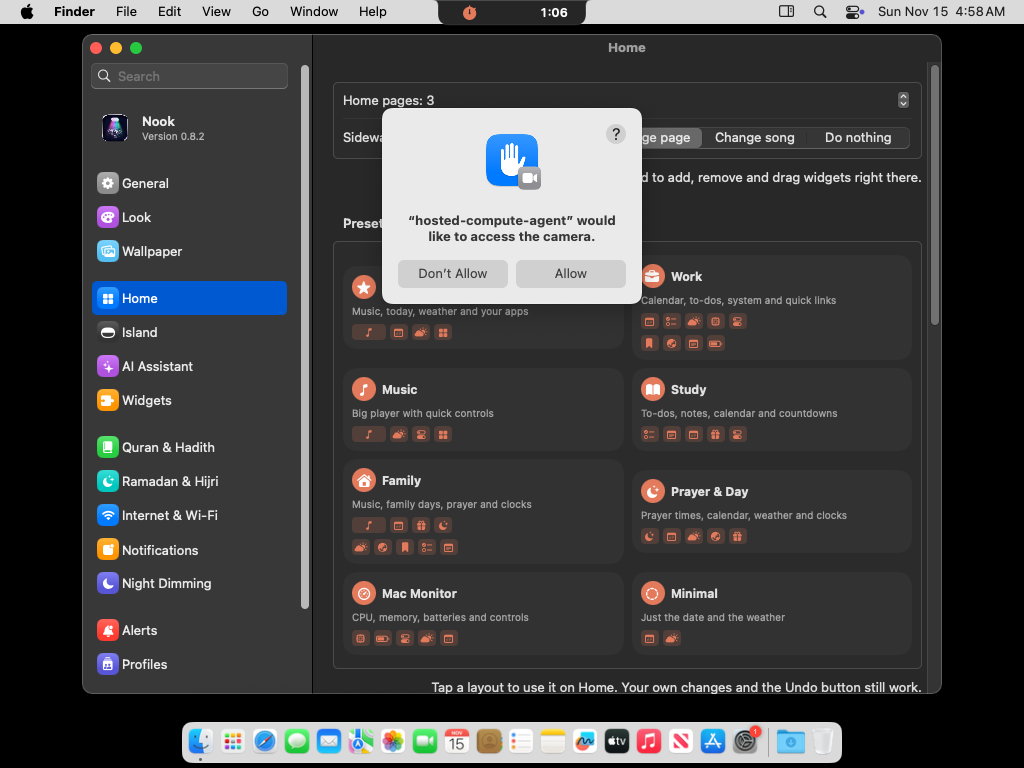 Finder File Edit View Go Window Help 1:06 Sun Nov 15 4:58 AM
Home
Search
Nook
Version 0.8.2
General
Look
Wallpaper
Home
Island
AI Assistant
Widgets
Quran & Hadith
Ramadan & Hijri
Internet & Wi-Fi
Notifications
Night Dimming
Alerts
Profiles
Home pages: 3
Change song Do nothing
d to add, remove and drag widgets right there.
?
“hosted-compute-agent” would
like to access the camera.
Don’t Allow Allow
Music, today, weather and your apps
Work
Calendar, to-dos, system and quick links
Music
Big player with quick controls
Study
To-dos, notes, calendar and countdowns
Family
Music, family days, prayer and clocks
Prayer & Day
Prayer times, calendar, weather and clocks
Mac Monitor
CPU, memory, batteries and controls
Minimal
Just the date and the weather
Tap a layout to use it on Home. Your own changes and the Undo button still work.
NOV
15
tv
1